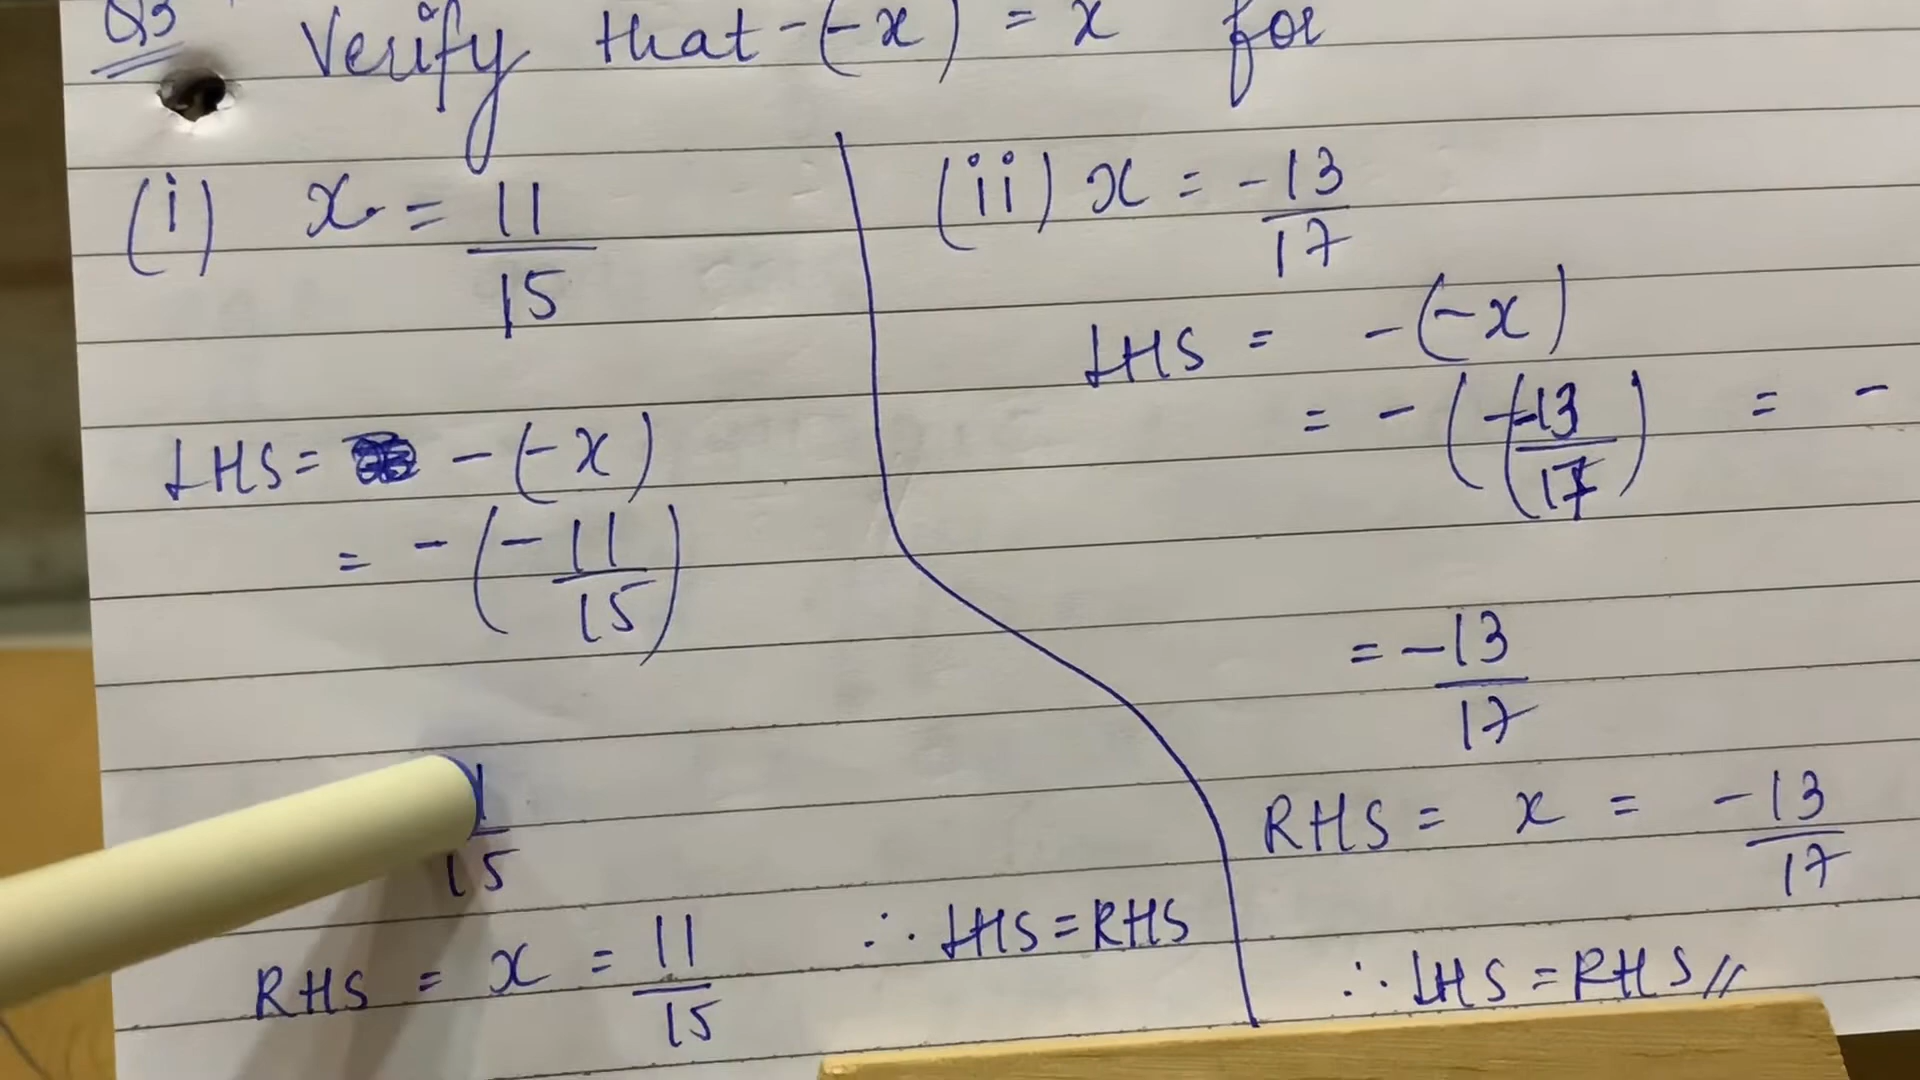 Q3 Verify that -(-x) = x for
(i) x = 11/15
LHS = -(-x)
= -(-11/15)
1/15
RHS = x = 11/15 ∴ LHS = RHS
(ii) x = -13/17
LHS = -(-x)
= -(-(-13/17)) = -
= -13/17
RHS = x = -13/17
∴ LHS = RHS //